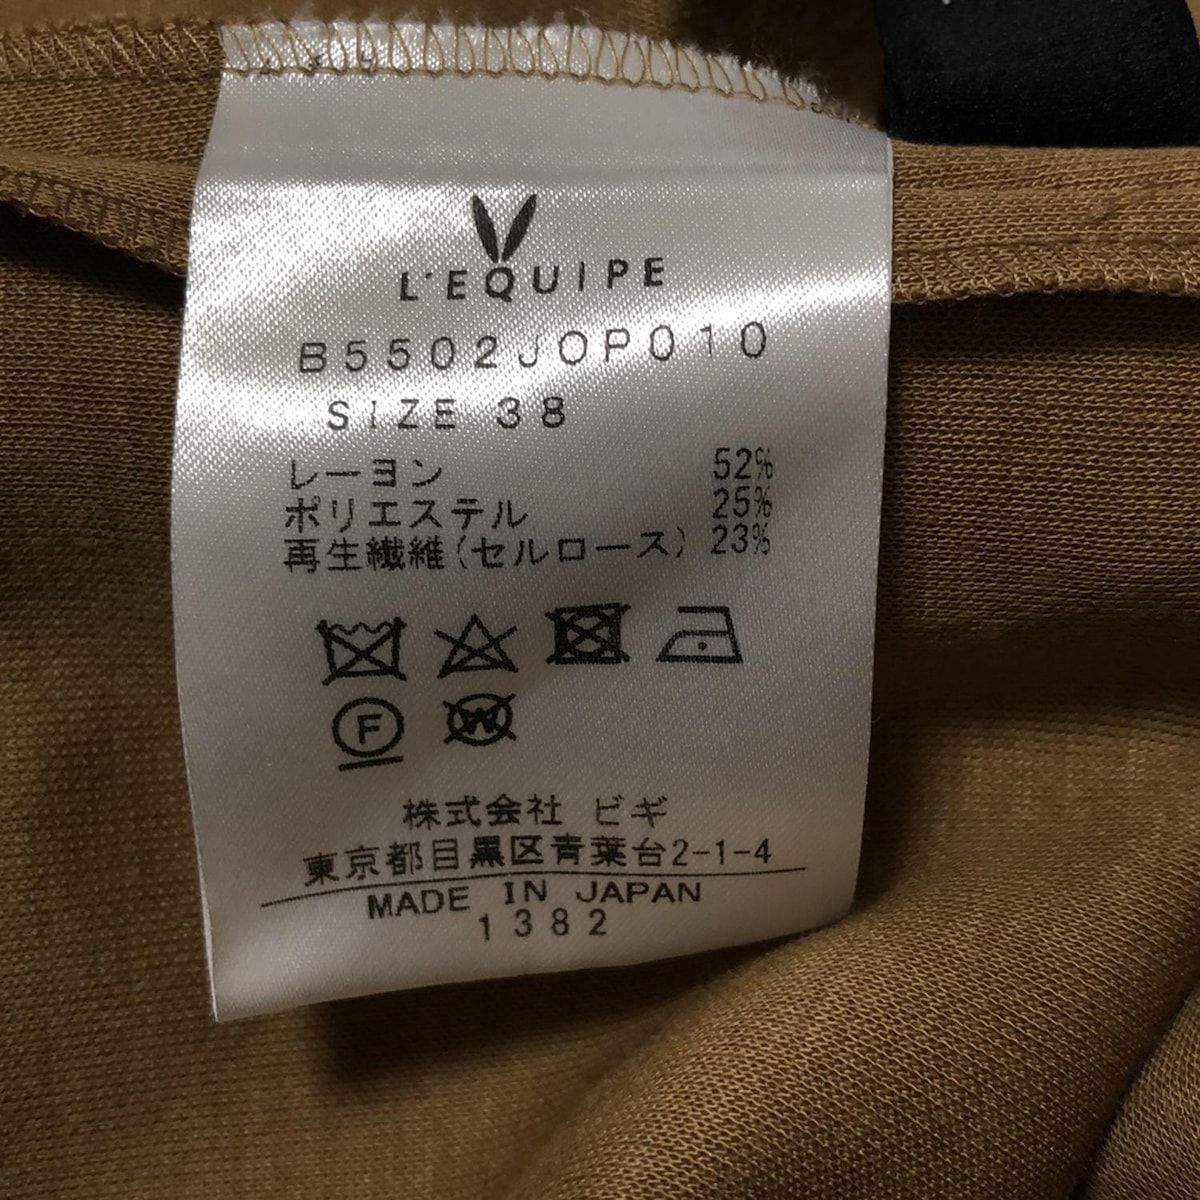 L'EQUIPE
B5502JOP010
SIZE 38
レーヨン 52%
ポリエステル 25%
再生繊維(セルロース) 23%
F
W
株式会社 ビギ
東京都目黒区青葉台2-1-4
MADE IN JAPAN
1382